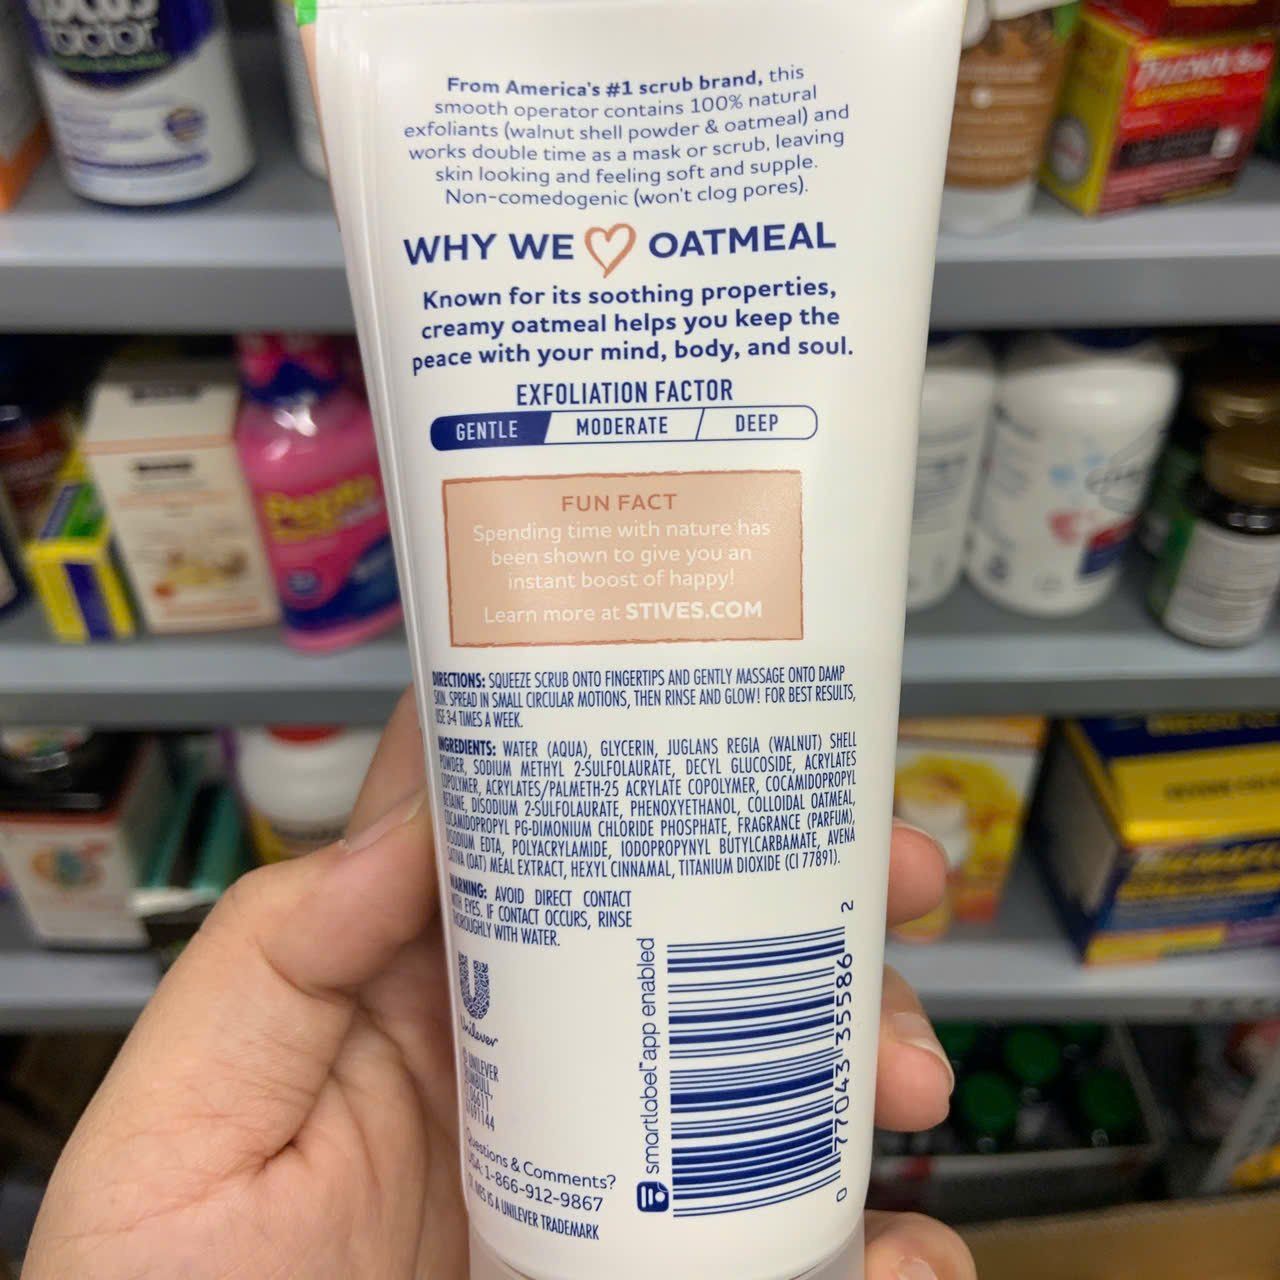 From America's #1 scrub brand, this
smooth operator contains 100% natural
exfoliants (walnut shell powder & oatmeal) and
works double time as a mask or scrub, leaving
skin looking and feeling soft and supple.
Non-comedogenic (won't clog pores).
WHY WE OATMEAL
Known for its soothing properties,
creamy oatmeal helps you keep the
peace with your mind, body, and soul.
EXFOLIATION FACTOR
GENTLE MODERATE DEEP
FUN FACT
Spending time with nature has
been shown to give you an
instant boost of happy!
Learn more at STIVES.COM
DIRECTIONS: SQUEEZE SCRUB ONTO FINGERTIPS AND GENTLY MASSAGE ONTO DAMP
SKIN. SPREAD IN SMALL CIRCULAR MOTIONS, THEN RINSE AND GLOW! FOR BEST RESULTS,
USE 3-4 TIMES A WEEK.
INGREDIENTS: WATER (AQUA), GLYCERIN, JUGLANS REGIA (WALNUT) SHELL
POWDER, SODIUM METHYL 2-SULFOLAURATE, DECYL GLUCOSIDE, ACRYLATES
COPOLYMER, ACRYLATES/PALMETH-25 ACRYLATE COPOLYMER, COCAMIDOPROPYL
BETAINE, DISODIUM 2-SULFOLAURATE, PHENOXYETHANOL, COLLOIDAL OATMEAL,
COCAMIDOPROPYL PG-DIMONIUM CHLORIDE PHOSPHATE, FRAGRANCE (PARFUM),
DISODIUM EDTA, POLYACRYLAMIDE, IODOPROPYNYL BUTYLCARBAMATE, AVENA
SATIVA (OAT) MEAL EXTRACT, HEXYL CINNAMAL, TITANIUM DIOXIDE (CI 77891).
WARNING: AVOID DIRECT CONTACT
WITH EYES. IF CONTACT OCCURS, RINSE
THOROUGHLY WITH WATER.
Unilever
© UNILEVER
TRUMBULL,
06611
Questions & Comments?
USA: 1-866-912-9867
ST. IVES IS A UNILEVER TRADEMARK
smartlabel™ app enabled
0 77043 35586 2
Pepto